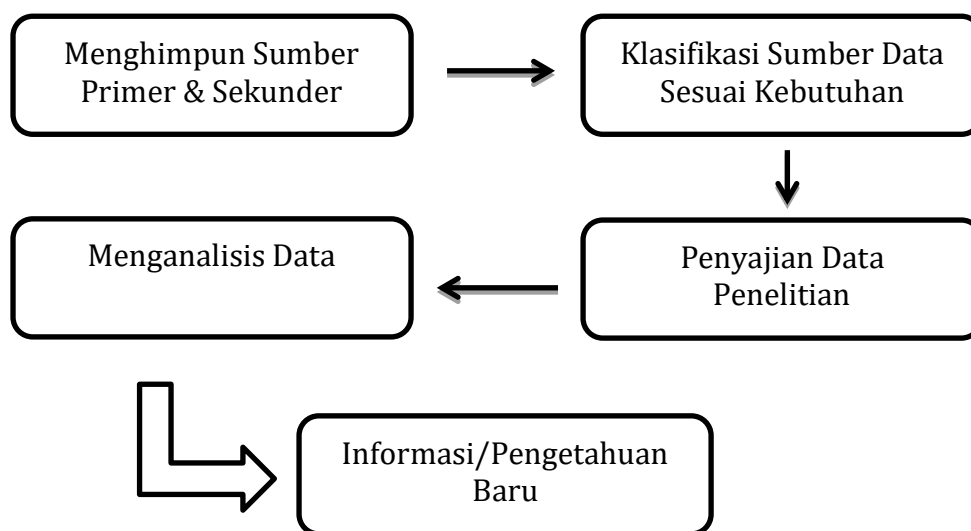 Menghimpun Sumber
Primer & Sekunder
Klasifikasi Sumber Data
Sesuai Kebutuhan
Penyajian Data
Penelitian
Menganalisis Data
Informasi/Pengetahuan
Baru